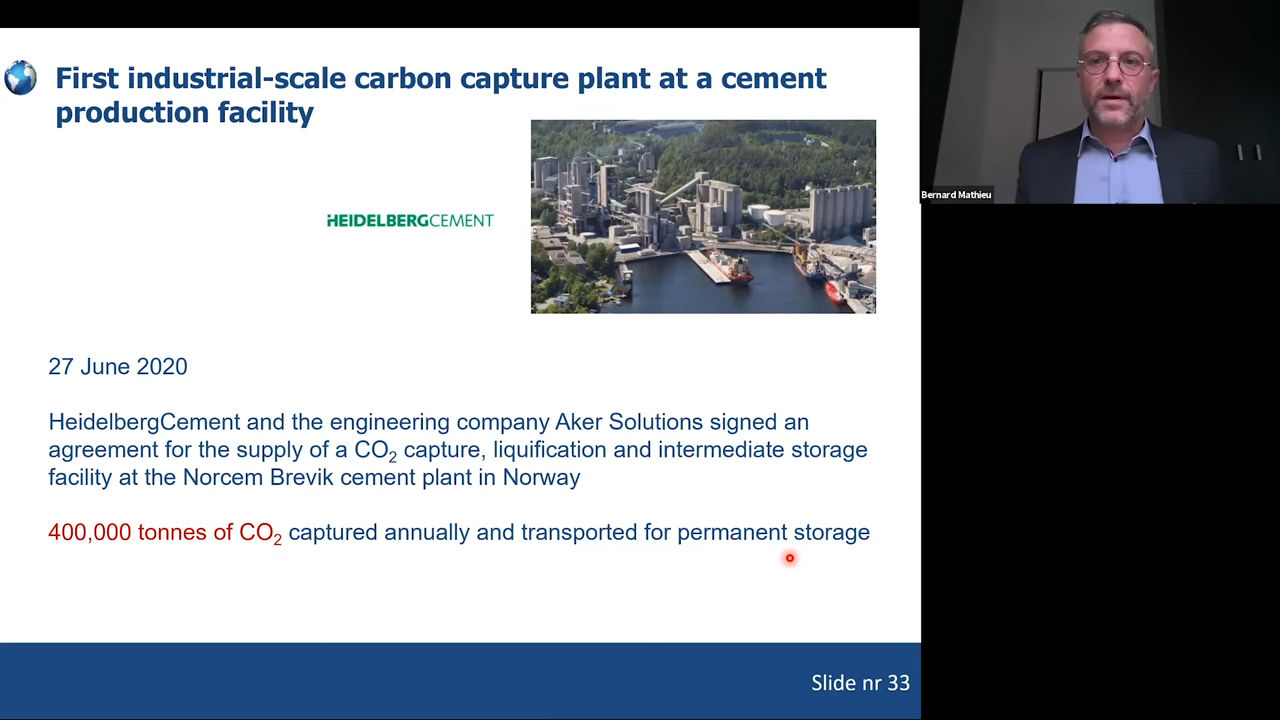 First industrial-scale carbon capture plant at a cement
production facility
HEIDELBERGCEMENT
27 June 2020
HeidelbergCement and the engineering company Aker Solutions signed an
agreement for the supply of a CO₂ capture, liquification and intermediate storage
facility at the Norcem Brevik cement plant in Norway
400,000 tonnes of CO₂ captured annually and transported for permanent storage
Slide nr 33
Bernard Mathieu